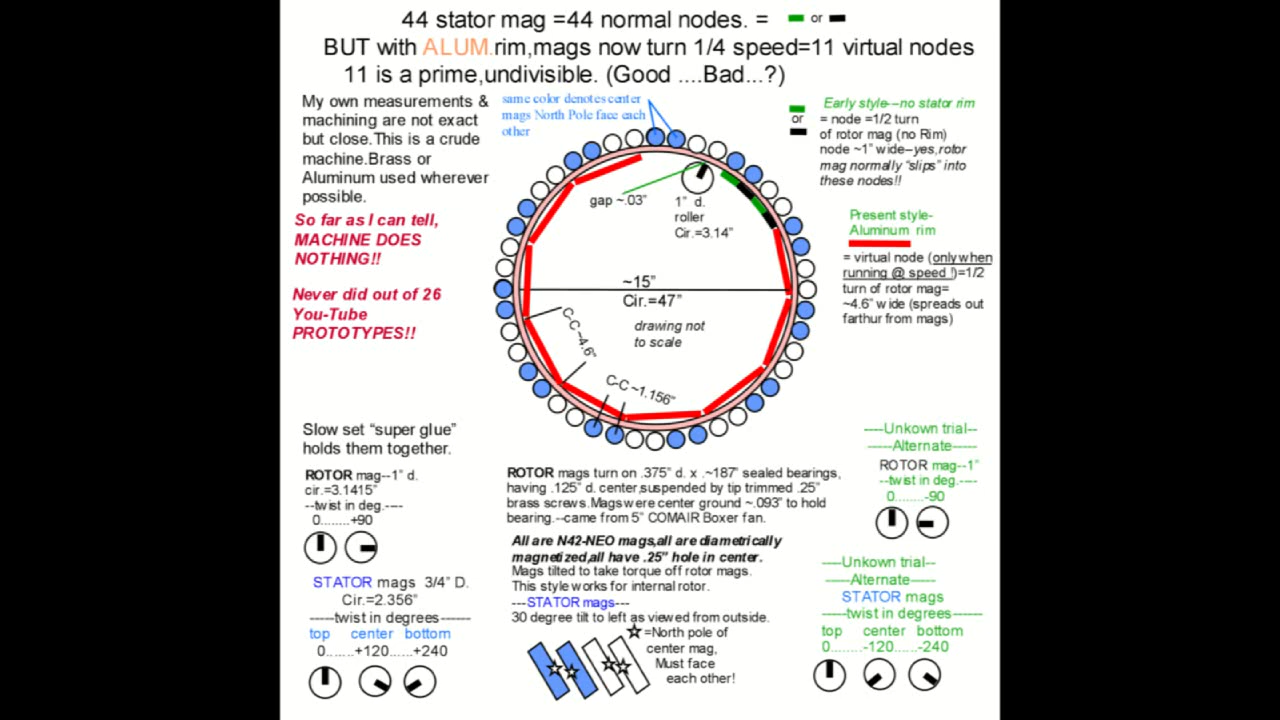 44 stator mag =44 normal nodes. = or
BUT with ALUM.rim,mags now turn 1/4 speed=11 virtual nodes
11 is a prime,undivisible. (Good ....Bad...?)
My own measurements &
machining are not exact
but close.This is a crude
machine.Brass or
Aluminum used wherever
possible.
So far as I can tell,
MACHINE DOES
NOTHING!!
Never did out of 26
You-Tube
PROTOTYPES!!
same color denotes center
mags North Pole face each
other
Early style---no stator rim
or = node =1/2 turn
of rotor mag (no Rim)
node ~1" wide--yes,rotor
mag normally "slips" into
these nodes!!
Present style-
Aluminum rim
= virtual node (only when
running @ speed !)=1/2
turn of rotor mag=
~4.6" wide (spreads out
farthur from mags)
gap ~.03"
1" d.
roller
Cir.=3.14"
~15"
Cir.=47"
drawing not
to scale
C-C ~4.6"
C-C ~1.156"
Slow set "super glue"
holds them together.
ROTOR mag--1" d.
cir.=3.1415"
--twist in deg.----
0........+90
STATOR mags 3/4" D.
Cir.=2.356"
-----twist in degrees-------
top center bottom
0.......+120.....+240
ROTOR mags turn on .375" d. x .~187" sealed bearings,
having .125" d. center,suspended by tip trimmed .25"
brass screws.Mags were center ground ~.093" to hold
bearing.--came from 5" COMAIR Boxer fan.
All are N42-NEO mags,all are diametrically
magnetized,all have .25" hole in center.
Mags tilted to take torque off rotor mags.
This style works for internal rotor.
---STATOR mags---
30 degree tilt to left as viewed from outside.
=North pole of
center mag,
Must face
each other!
----Unkown trial--
-----Alternate-----
ROTOR mag--1"
--twist in deg.----
0........-90
----Unkown trial--
-----Alternate-----
STATOR mags
-----twist in degrees------
top center bottom
0.......-120.....-240